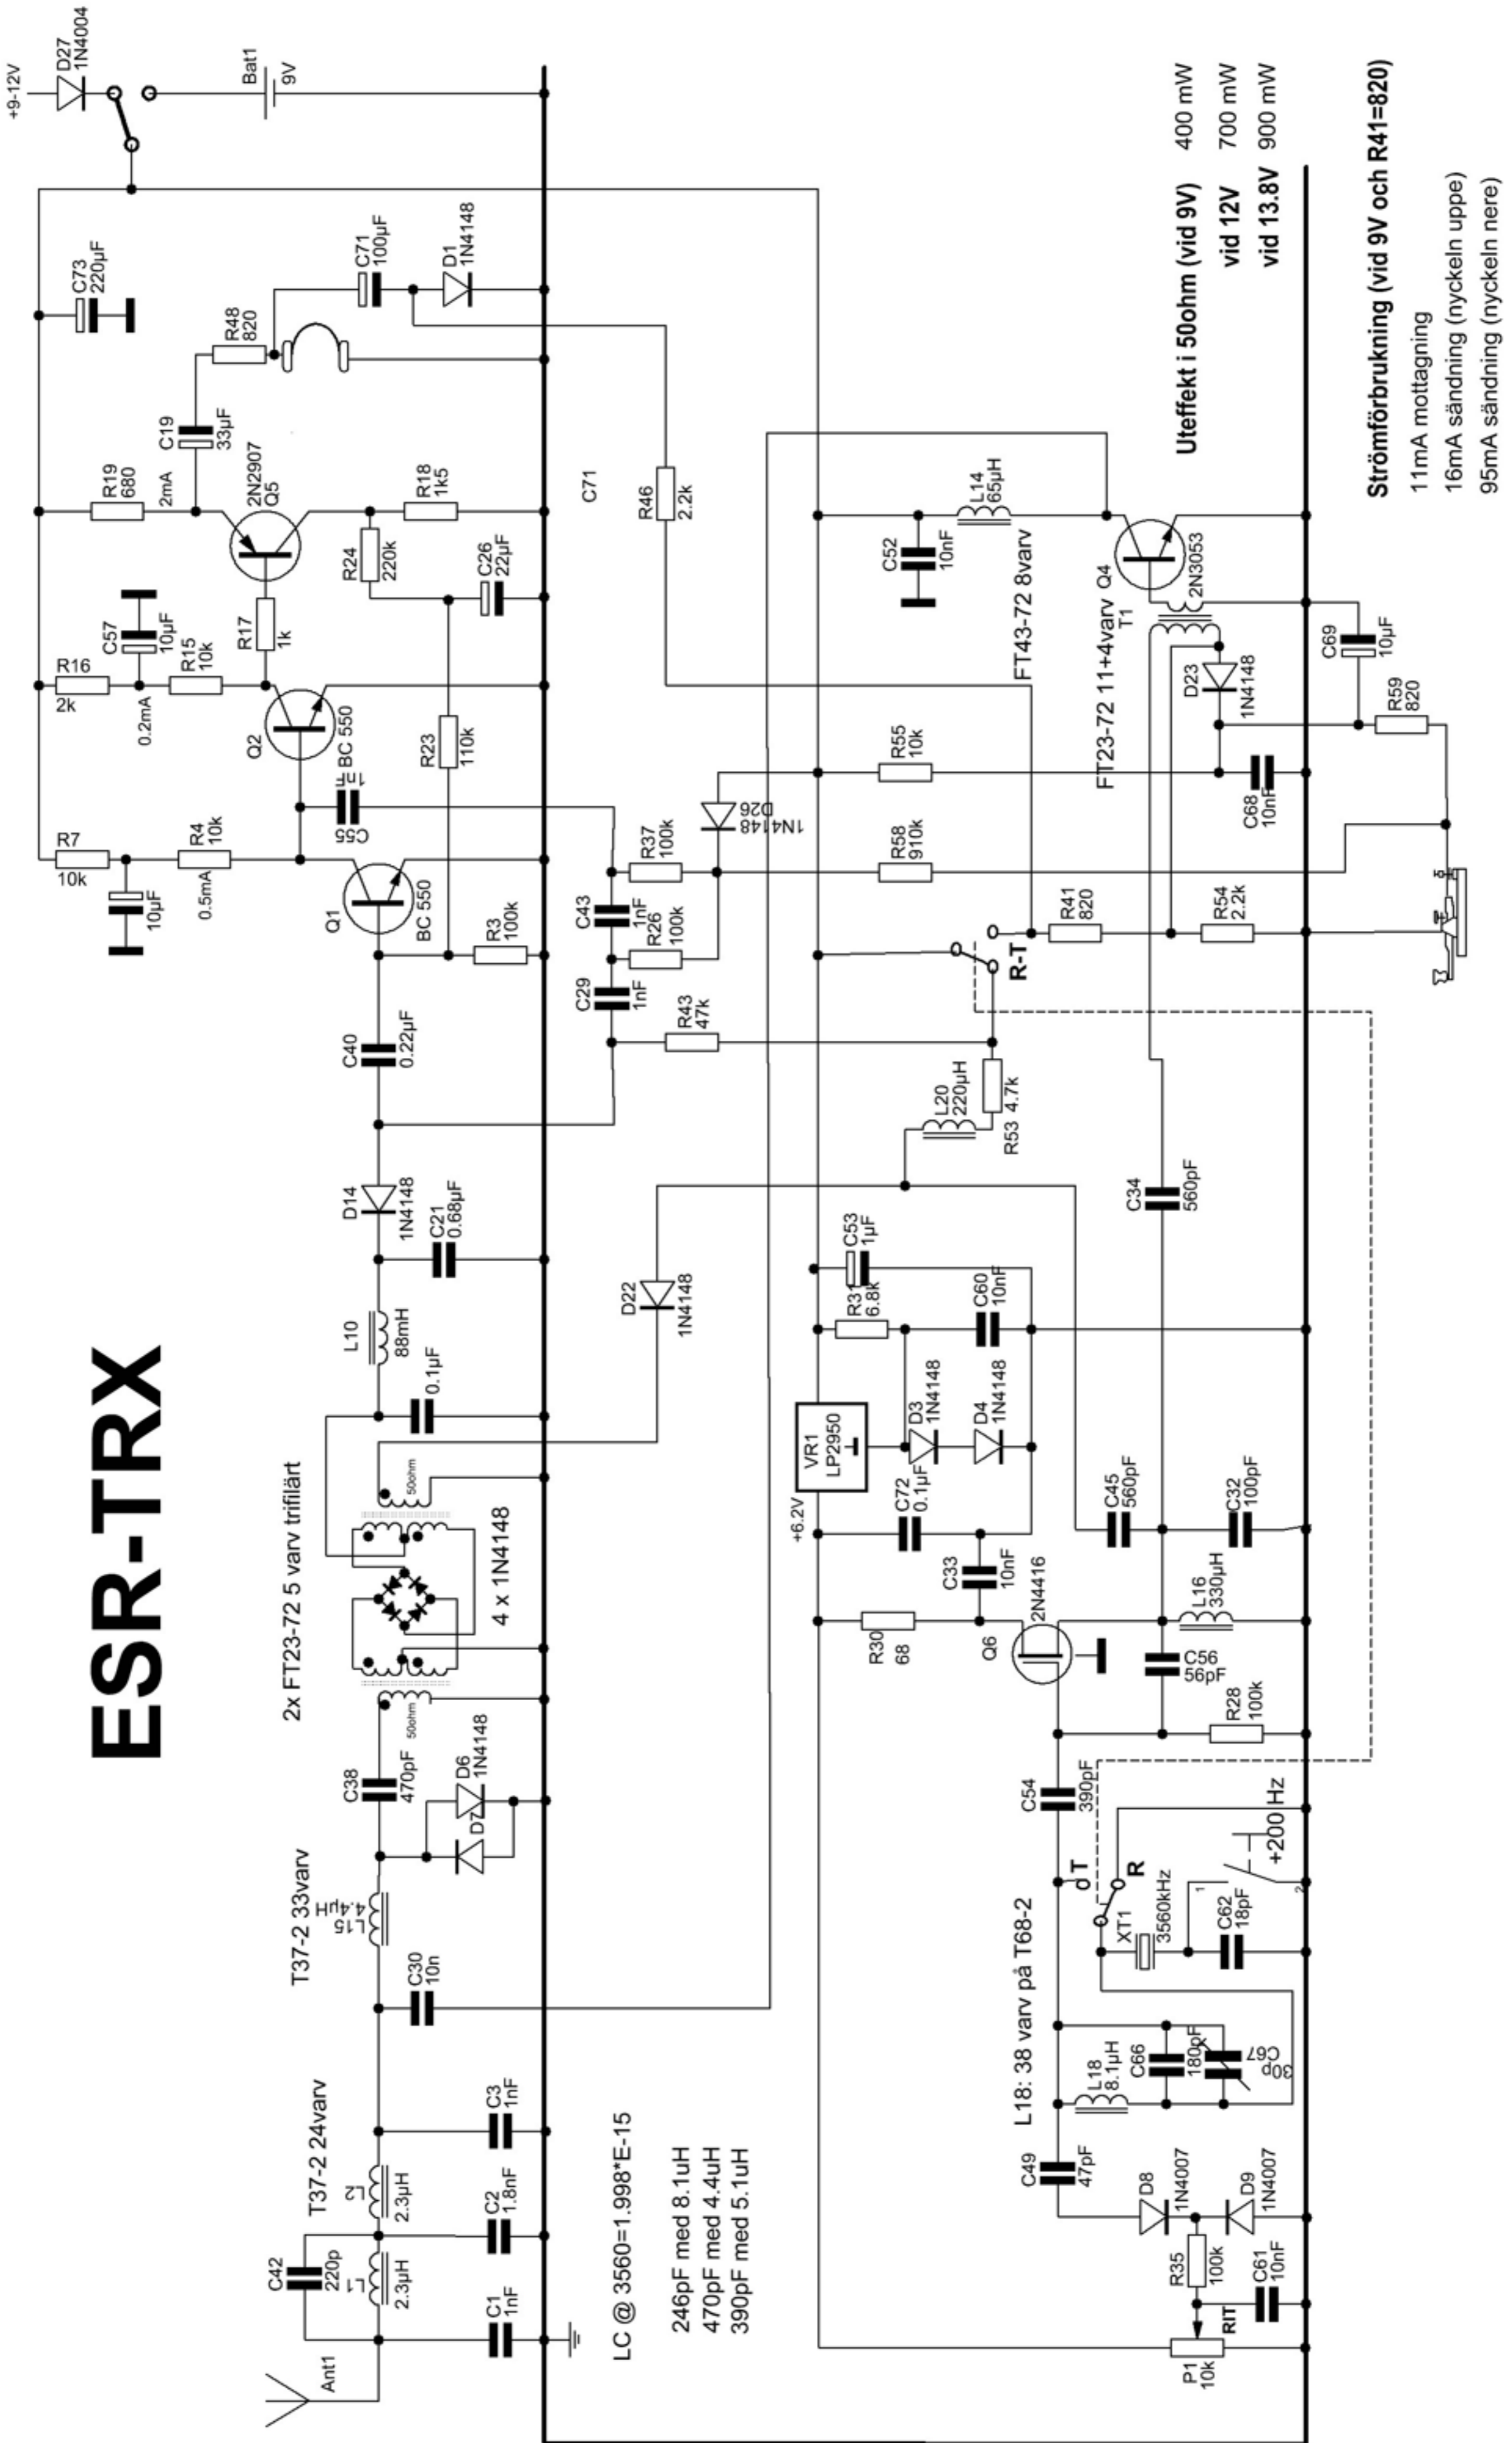 ESR-TRX
+9-12V
D27
1N4004
Bat1
9V
C73
220µF
R48
820
C71
100µF
D1
1N4148
C19
33µF
R19
680
2mA
2N2907
Q5
R18
1k5
R24
220k
C26
22µF
C57
10µF
R17
1k
R16
2k
R15
10k
0.2mA
Q2
BC 550
1nF
C55
R23
110k
R7
10k
R4
10k
0.5mA
10µF
Q1
BC 550
R3
100k
C40
0.22µF
D14
1N4148
C21
0.68µF
L10
88mH
0.1µF
2x FT23-72 5 varv trifilärt
50ohm
50ohm
4 x 1N4148
C38
470pF
D6
1N4148
D7
T37-2 33varv
L15
4.4µH
C30
10n
T37-2 24varv
L2
2.3µH
C3
1nF
C2
1.8nF
C42
220p
L1
2.3µH
C1
1nF
Ant1
LC @ 3560=1.998*E-15
246pF med 8.1uH
470pF med 4.4uH
390pF med 5.1uH
C71
R46
2.2k
D26
1N4148
R37
100k
C43
1nF
R26
100k
C29
1nF
R43
47k
D22
1N4148
C52
10nF
L14
65µH
FT43-72 8varv
Q4
2N3053
FT23-72 11+4varv
T1
D23
1N4148
C69
10µF
R59
820
R55
10k
C68
10nF
R58
910k
R41
820
R54
2.2k
R-T
L20
220µH
R53
4.7k
C34
560pF
C53
1µF
R31
6.8k
C60
10nF
VR1
LP2950
D3
1N4148
D4
1N4148
C72
0.1µF
+6.2V
C33
10nF
C45
560pF
C32
100pF
R30
68
Q6
2N4416
L16
330µH
C56
56pF
R28
100k
C54
390pF
T
R
+200 Hz
1
2
XT1
3560kHz
C62
18pF
L18: 38 varv på T68-2
L18
8.1µH
C66
180pF
C67
30p
C49
47pF
D8
1N4007
D9
1N4007
R35
100k
C61
10nF
RIT
P1
10k
Uteffekt i 50ohm (vid 9V) 400 mW
vid 12V 700 mW
vid 13.8V 900 mW
Strömförbrukning (vid 9V och R41=820)
11mA mottagning
16mA sändning (nyckeln uppe)
95mA sändning (nyckeln nere)